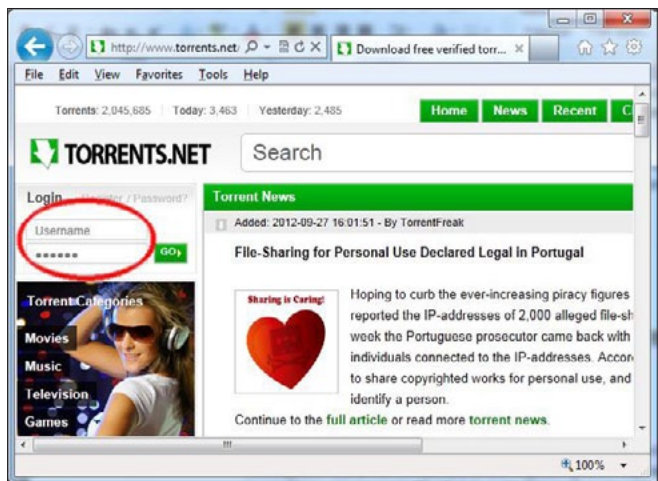 http://www.torrents.net
Download free verified torr...
File Edit View Favorites Tools Help
Torrents: 2,045,685 Today: 3,463 Yesterday: 2,485
Home News Recent C
TORRENTS.NET
Search
Login Register / Password?
Username
GO
Torrent Categories
Movies
Music
Television
Games
Torrent News
Added: 2012-09-27 16:01:51 - By TorrentFreak
File-Sharing for Personal Use Declared Legal In Portugal
Sharing is Caring!
Hoping to curb the ever-increasing piracy figures
reported the IP-addresses of 2,000 alleged file-sh
week the Portuguese prosecutor came back with
individuals connected to the IP-addresses. Accor
to share copyrighted works for personal use, and
identify a person.
Continue to the full article or read more torrent news.
100%